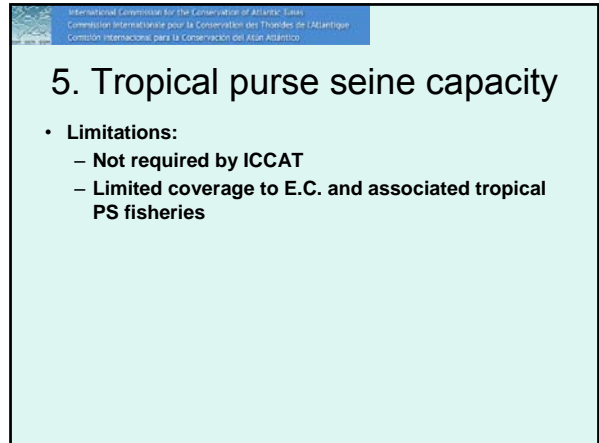 International Commission for the Conservation of Atlantic Tunas
Commission Internationale pour la Conservation des Thonidés de l'Atlantique
Comisión Internacional para la Conservación del Atún Atlántico
5. Tropical purse seine capacity
• Limitations:
– Not required by ICCAT
– Limited coverage to E.C. and associated tropical
PS fisheries